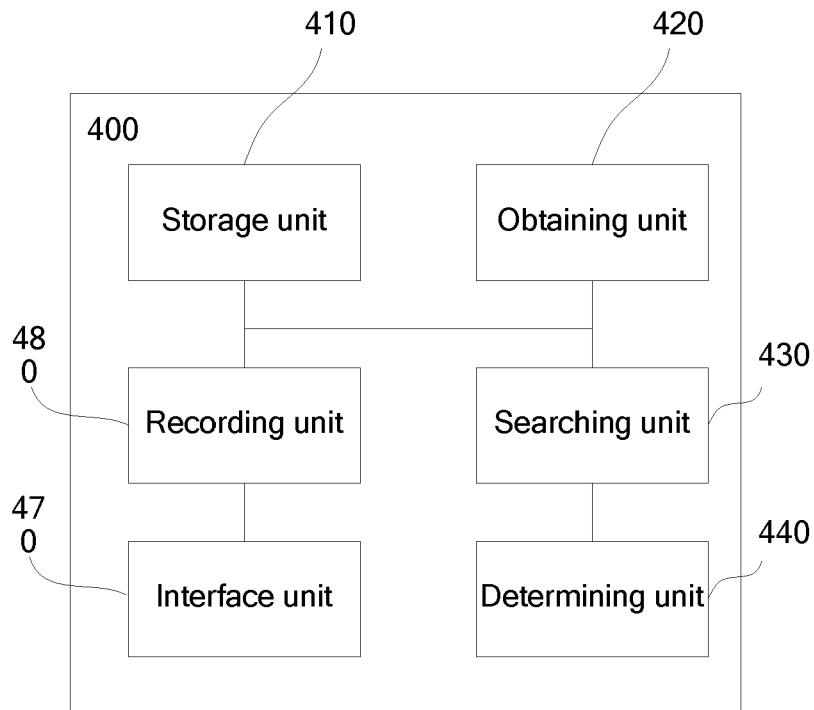 410
420
400
Storage unit
Obtaining unit
48
0
430
Recording unit
Searching unit
47
0
440
Interface unit
Determining unit